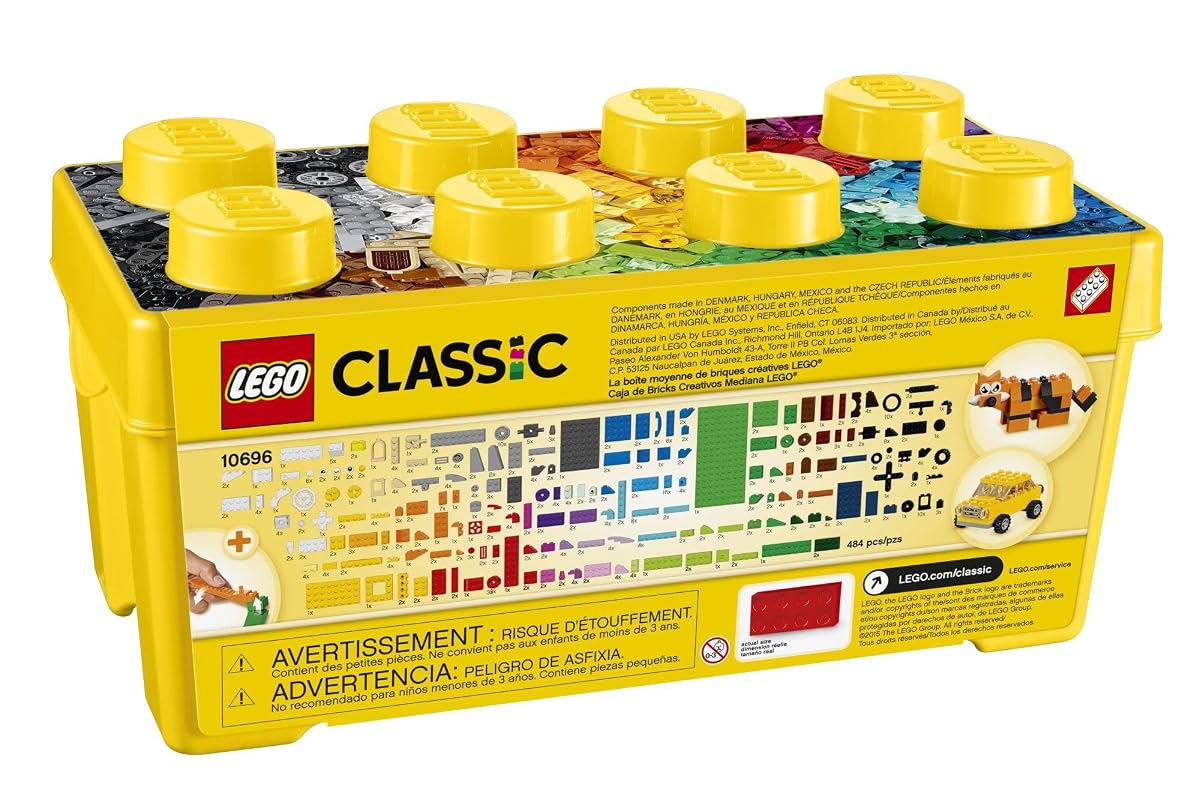 Components made in DENMARK, HUNGARY, MEXICO and the CZECH REPUBLIC/Éléments fabriqués au
DANEMARK, en HONGRIE, au MEXIQUE et en RÉPUBLIQUE TCHÈQUE/Componentes hechos en
DINAMARCA, HUNGRÍA, MÉXICO y REPÚBLICA CHECA.
Distributed in USA by LEGO Systems, Inc., Enfield, CT 06083. Distributed in Canada by/Distribué au
Canada par LEGO Canada Inc., Richmond Hill, Ontario L4B 1J4. Importado por: LEGO México S.A. de C.V.,
Paseo Alexander Von Humboldt 43-A, Torre II PB Col. Lomas Verdes 3ª sección.
C.P. 53125 Naucalpan de Juárez, Estado de México, México.
La boîte moyenne de briques créatives LEGO®
Caja de Bricks Creativos Mediana LEGO®
LEGO CLASSIC
10696
484 pcs/pzs
LEGO.com/classic
LEGO.com/service
LEGO, the LEGO logo and the Brick logo are trademarks
and/or copyrights of the/sont des marques de commerce
et/ou copyrights du/son marcas registradas, algunas de ellas
protegidas por derechos de autor, de LEGO Group.
©2015 The LEGO Group. All rights reserved/
Tous droits réservés/Todos los derechos reservados.
AVERTISSEMENT : RISQUE D'ÉTOUFFEMENT.
Contient des petites pièces. Ne convient pas aux enfants de moins de 3 ans.
ADVERTENCIA: PELIGRO DE ASFIXIA.
No recomendado para niños menores de 3 años. Contiene piezas pequeñas.
0-3
actual size
dimension réelle
tamaño real